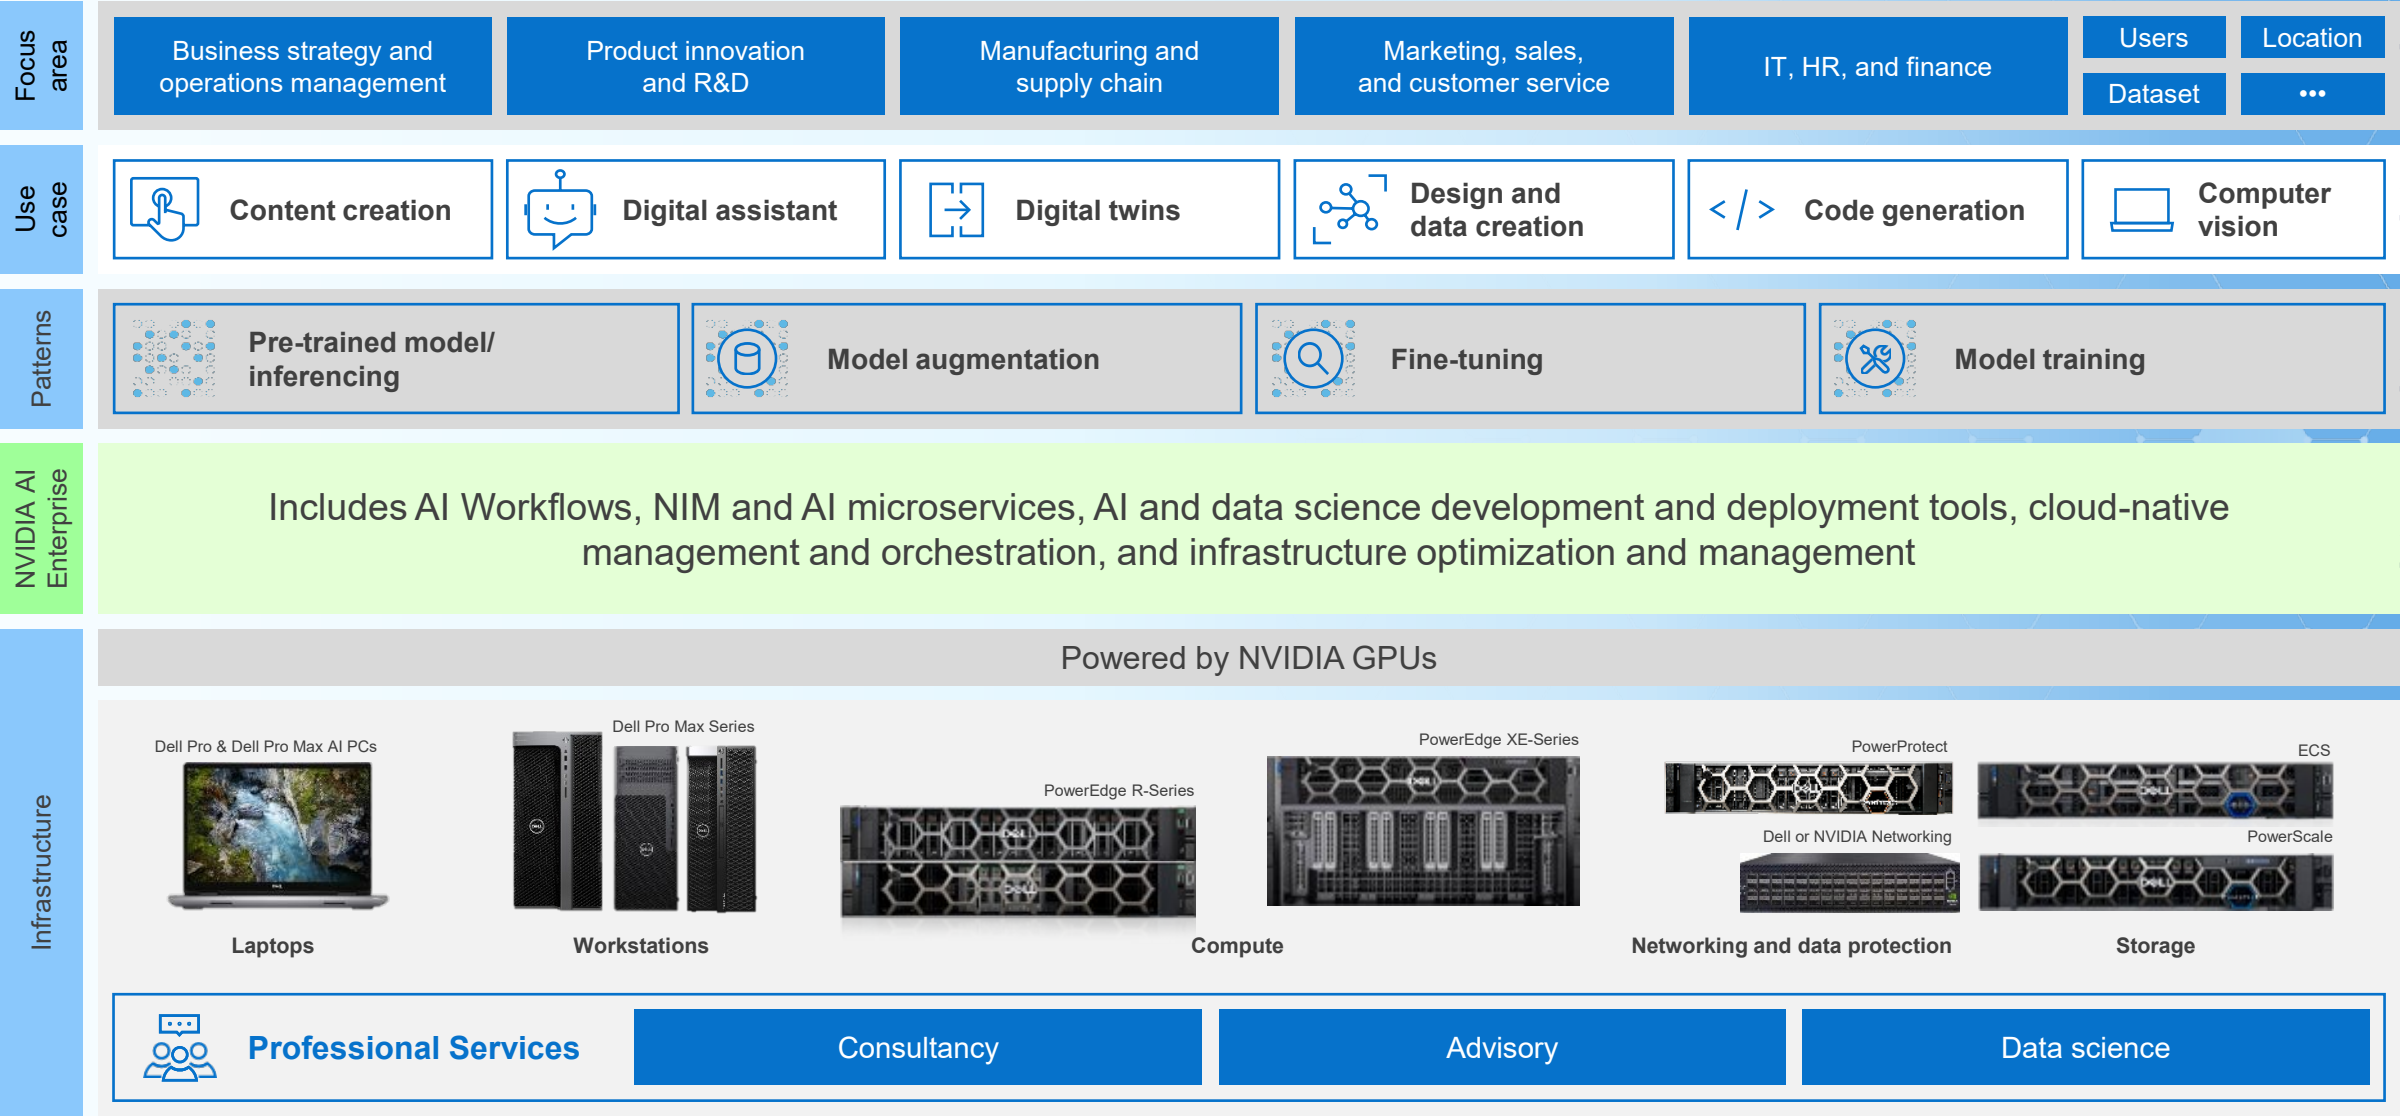 Focus
area
Business strategy and
operations management
Product innovation
and R&D
Manufacturing and
supply chain
Marketing, sales,
and customer service
IT, HR, and finance
Users
Location
Dataset
•••
Use
case
Content creation
Digital assistant
Digital twins
Design and
data creation
</> Code generation
Computer
vision
Patterns
Pre-trained model/
inferencing
Model augmentation
Fine-tuning
Model training
NVIDIA AI
Enterprise
Includes AI Workflows, NIM and AI microservices, AI and data science development and deployment tools, cloud-native
management and orchestration, and infrastructure optimization and management
Infrastructure
Powered by NVIDIA GPUs
Dell Pro & Dell Pro Max AI PCs
Laptops
Dell Pro Max Series
Workstations
PowerEdge R-Series
DELL
DELL
PowerEdge XE-Series
DELL
Compute
PowerProtect
DELL
Dell or NVIDIA Networking
Networking and data protection
ECS
DELL
PowerScale
DELL
Storage
Professional Services
Consultancy
Advisory
Data science